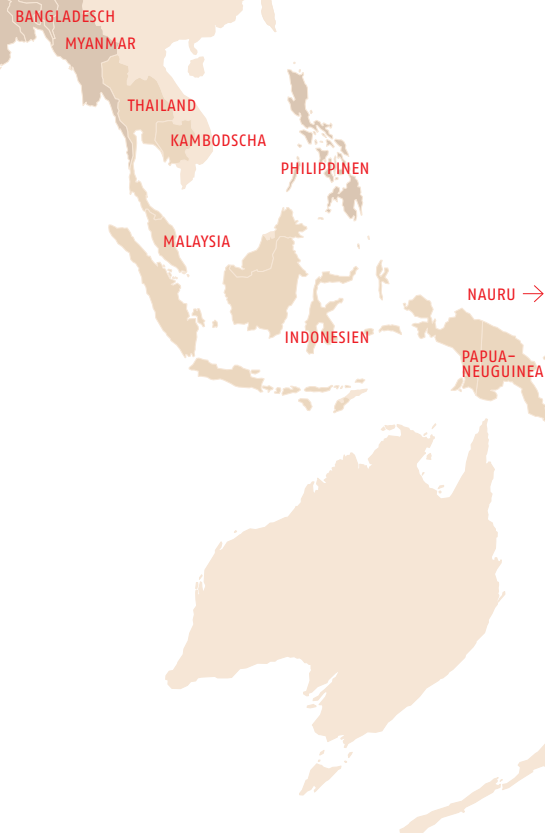 BANGLADESCH
MYANMAR
THAILAND
KAMBODSCHA
PHILIPPINEN
MALAYSIA
NAURU →
INDONESIEN
PAPUA-
NEUGUINEA